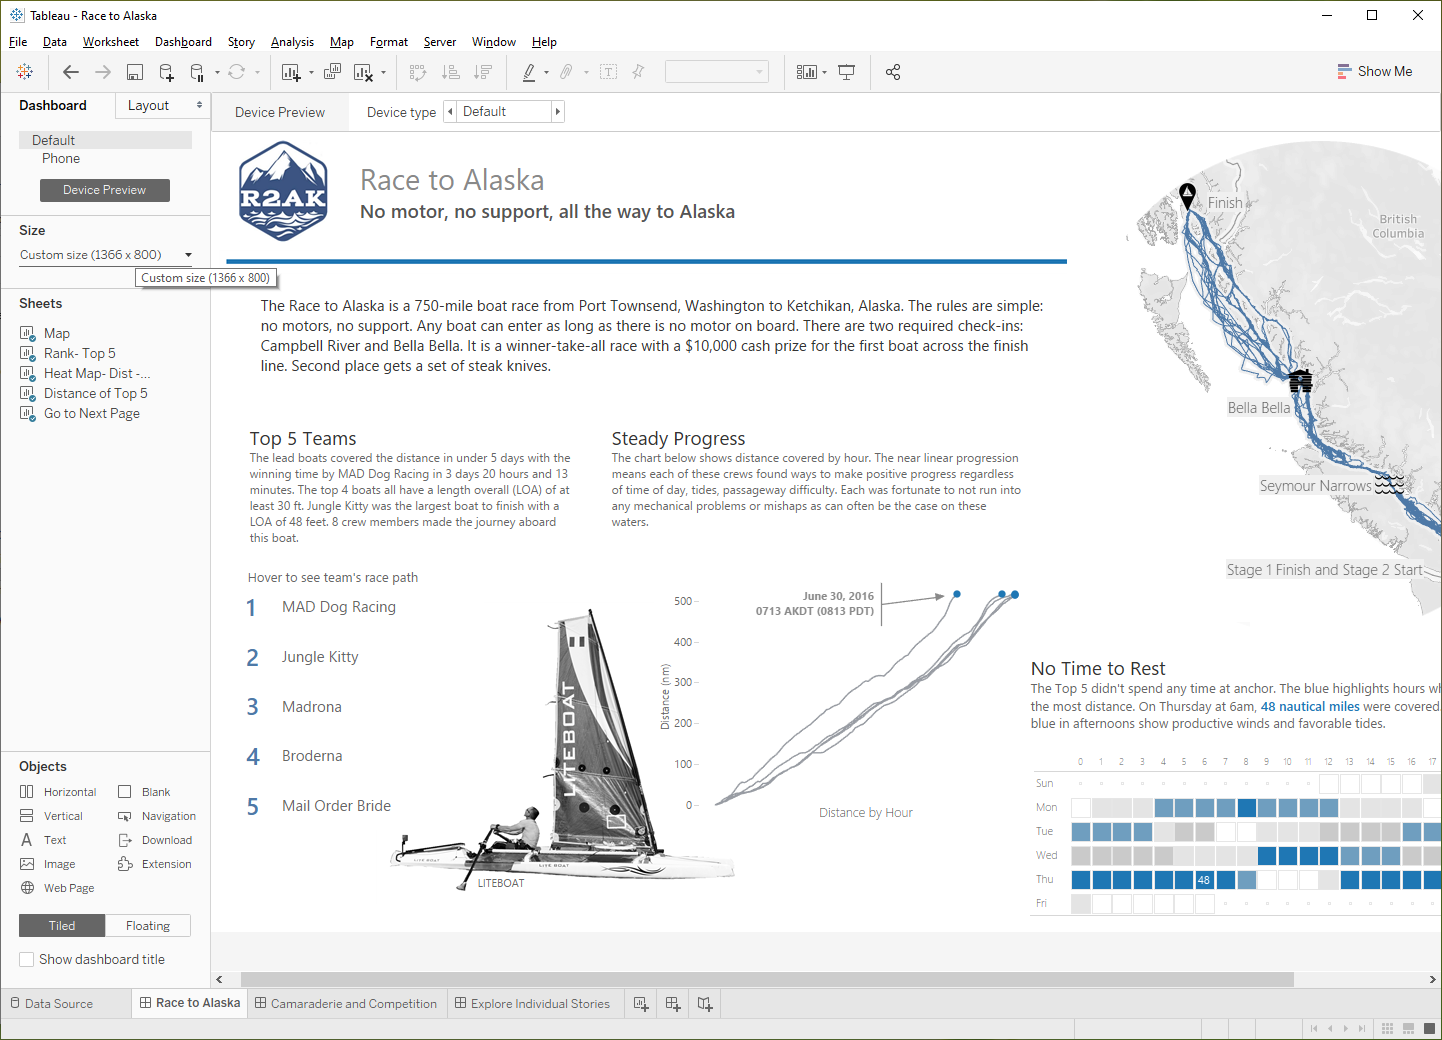 Tableau - Race to Alaska
File Data Worksheet Dashboard Story Analysis Map Format Server Window Help
Show Me
Dashboard Layout
Device Preview Device type Default
Default
Phone
Device Preview
Size
Custom size (1366 x 800)
Custom size (1366 x 800)
Sheets
Map
Rank- Top 5
Heat Map- Dist -...
Distance of Top 5
Go to Next Page
Objects
Horizontal Blank
Vertical Navigation
Text Download
Image Extension
Web Page
Tiled Floating
Show dashboard title
R2AK
Race to Alaska
No motor, no support, all the way to Alaska
The Race to Alaska is a 750-mile boat race from Port Townsend, Washington to Ketchikan, Alaska. The rules are simple:
no motors, no support. Any boat can enter as long as there is no motor on board. There are two required check-ins:
Campbell River and Bella Bella. It is a winner-take-all race with a $10,000 cash prize for the first boat across the finish
line. Second place gets a set of steak knives.
Top 5 Teams
The lead boats covered the distance in under 5 days with the
winning time by MAD Dog Racing in 3 days 20 hours and 13
minutes. The top 4 boats all have a length overall (LOA) of at
least 30 ft. Jungle Kitty was the largest boat to finish with a
LOA of 48 feet. 8 crew members made the journey aboard
this boat.
Steady Progress
The chart below shows distance covered by hour. The near linear progression
means each of these crews found ways to make positive progress regardless
of time of day, tides, passageway difficulty. Each was fortunate to not run into
any mechanical problems or mishaps as can often be the case on these
waters.
Hover to see team's race path
1 MAD Dog Racing
2 Jungle Kitty
3 Madrona
4 Broderna
5 Mail Order Bride
LITEBOAT
LITE BOAT
LITE BOAT
LITEBOAT
June 30, 2016
0713 AKDT (0813 PDT)
Distance (nm)
500
400
300
200
100
0
Distance by Hour
Finish
British
Columbia
Bella Bella
Seymour Narrows
Stage 1 Finish and Stage 2 Start
No Time to Rest
The Top 5 didn't spend any time at anchor. The blue highlights hours wh
the most distance. On Thursday at 6am, 48 nautical miles were covered.
blue in afternoons show productive winds and favorable tides.
0 1 2 3 4 5 6 7 8 9 10 11 12 13 14 15 16 17
Sun
Mon
Tue
Wed
Thu 48
Fri
Data Source Race to Alaska Camaraderie and Competition Explore Individual Stories